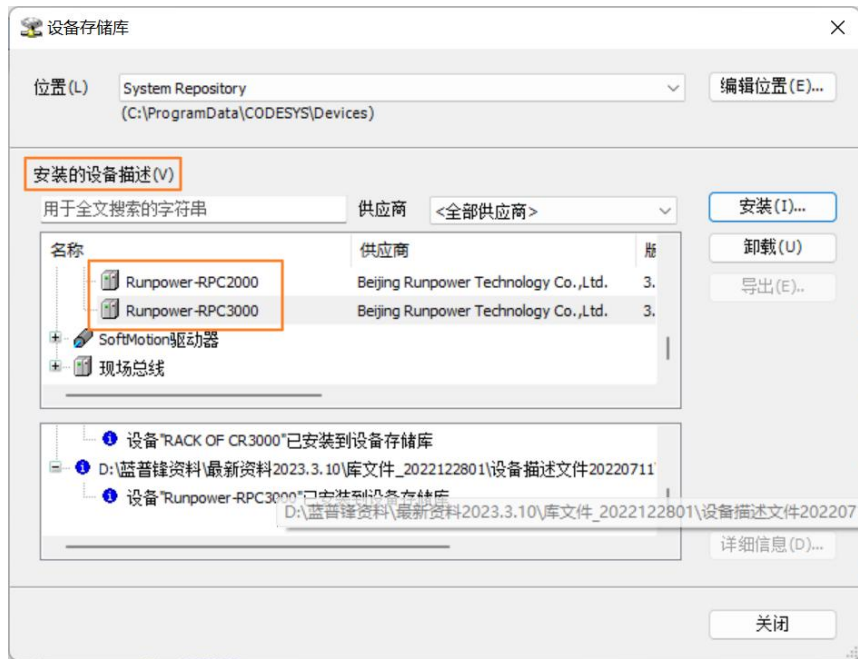 设备存储库
位置(L) System Repository 编辑位置(E)...
(C:\ProgramData\CODESYS\Devices)
安装的设备描述(V)
用于全文搜索的字符串 供应商 <全部供应商> 安装(I)...
名称 供应商 版 卸载(U)
Runpower-RPC2000 Beijing Runpower Technology Co.,Ltd. 3. 导出(E)..
Runpower-RPC3000 Beijing Runpower Technology Co.,Ltd. 3.
SoftMotion驱动器
现场总线
设备"RACK OF CR3000"已安装到设备存储库
D:\蓝普锋资料\最新资料2023.3.10\库文件_2022122801\设备描述文件20220711
设备"Runpower-RPC3000"已安装到设备存储库
D:\蓝普锋资料\最新资料2023.3.10\库文件_2022122801\设备描述文件202207
详细信息(D)...
关闭